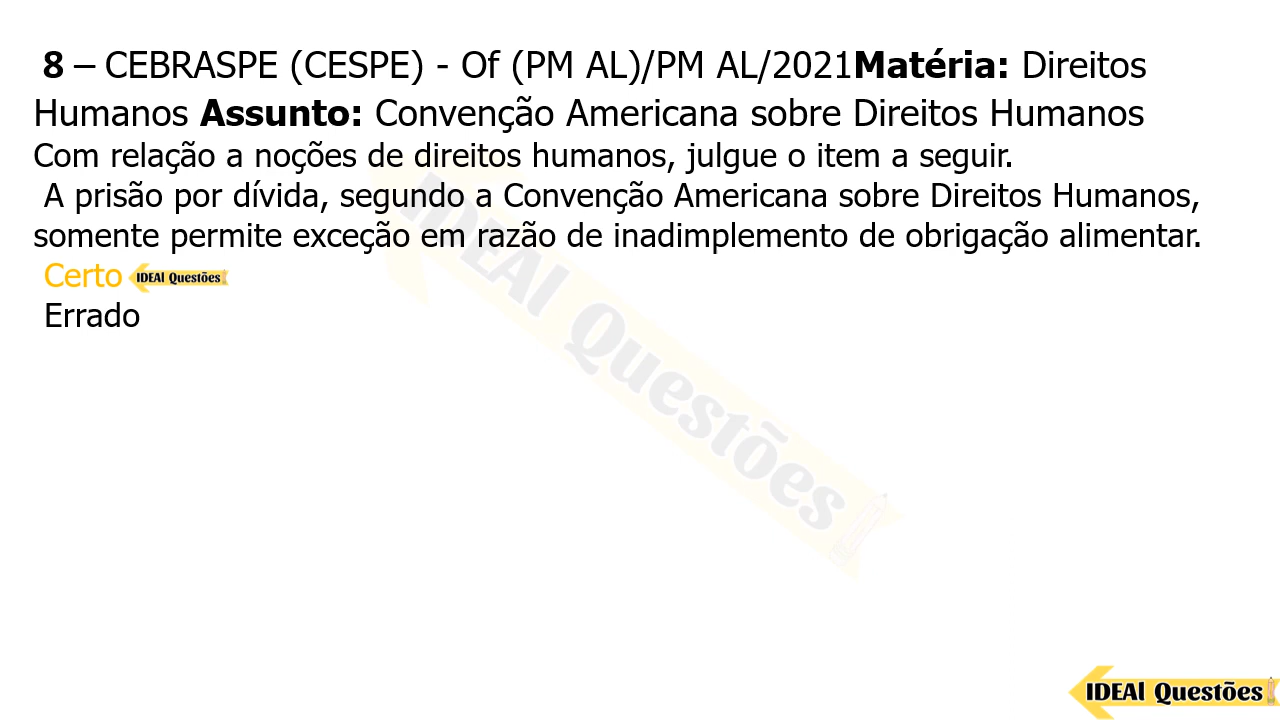 8 – CEBRASPE (CESPE) - Of (PM AL)/PM AL/2021Matéria: Direitos
Humanos Assunto: Convenção Americana sobre Direitos Humanos
Com relação a noções de direitos humanos, julgue o item a seguir.
A prisão por dívida, segundo a Convenção Americana sobre Direitos Humanos,
somente permite exceção em razão de inadimplemento de obrigação alimentar.
Certo IDEAl Questões
Errado
IDEAl Questões
IDEAl Questões